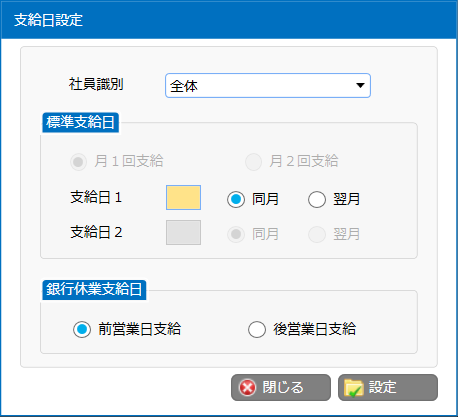 支給日設定
社員識別 全体
標準支給日
月１回支給 月２回支給
支給日１ 同月 翌月
支給日２ 同月 翌月
銀行休業支給日
前営業日支給 後営業日支給
閉じる 設定